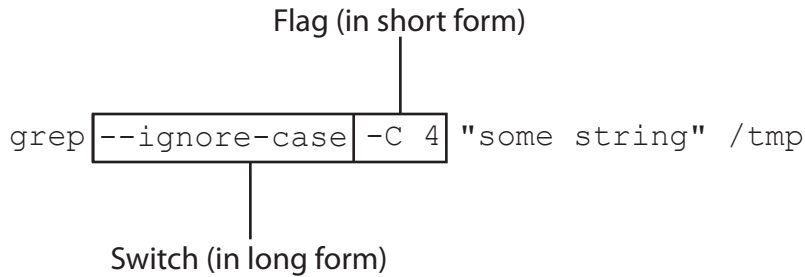 Flag (in short form)
grep --ignore-case -C 4 "some string" /tmp
Switch (in long form)